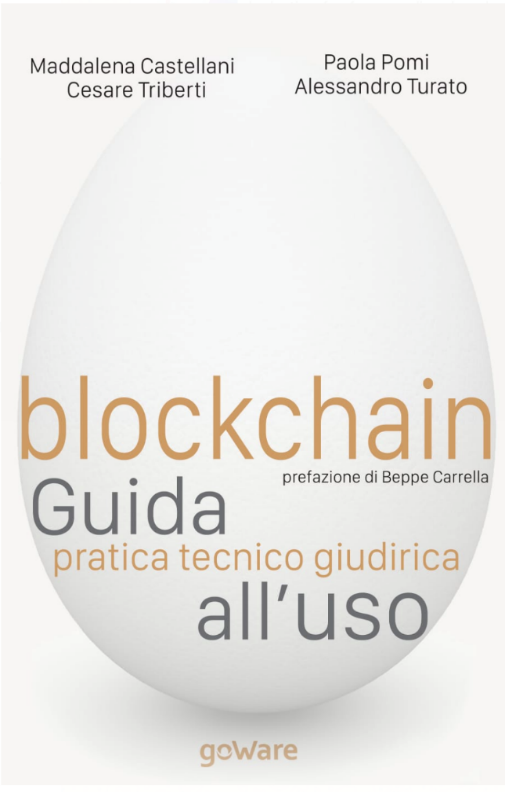 Maddalena Castellani
Cesare Triberti
Paola Pomi
Alessandro Turato
blockchain
prefazione di Beppe Carrella
Guida
pratica tecnico giudirica
all'uso
goWare